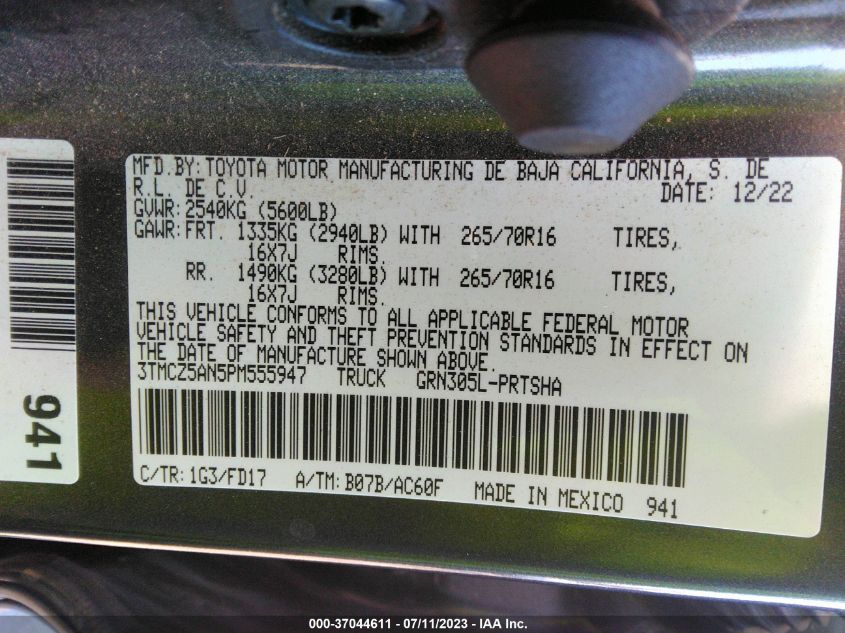 MFD.BY: TOYOTA MOTOR MANUFACTURING DE BAJA CALIFORNIA, S. DE
R.L. DE C.V. DATE: 12/22
GVWR: 2540KG (5600LB)
GAWR: FRT. 1335KG (2940LB) WITH 265/70R16 TIRES,
16X7J RIMS.
RR. 1490KG (3280LB) WITH 265/70R16 TIRES,
16X7J RIMS.
THIS VEHICLE CONFORMS TO ALL APPLICABLE FEDERAL MOTOR
VEHICLE SAFETY AND THEFT PREVENTION STANDARDS IN EFFECT ON
THE DATE OF MANUFACTURE SHOWN ABOVE.
3TMCZ5AN5PM555947 TRUCK GRN305L-PRTSHA
C/TR: 1G3/FD17 A/TM: B07B/AC60F MADE IN MEXICO 941
941
000-37044611 - 07/11/2023 - IAA Inc.